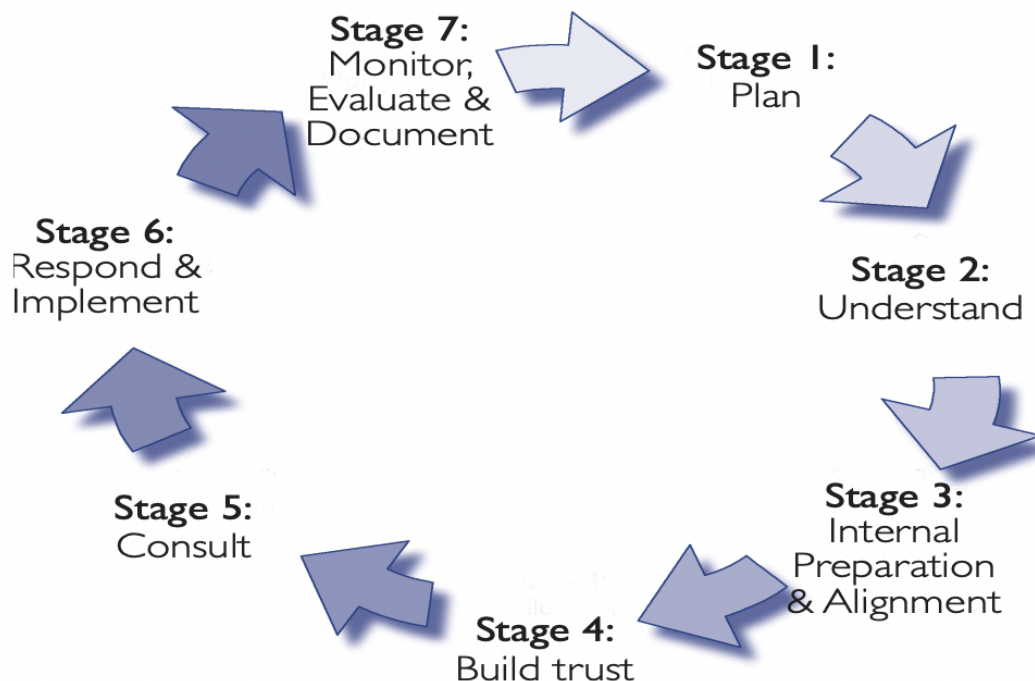 Stage 7:
Monitor,
Evaluate &
Document
Stage 1:
Plan
Stage 2:
Understand
Stage 3:
Internal
Preparation
& Alignment
Stage 4:
Build trust
Stage 5:
Consult
Stage 6:
Respond &
Implement